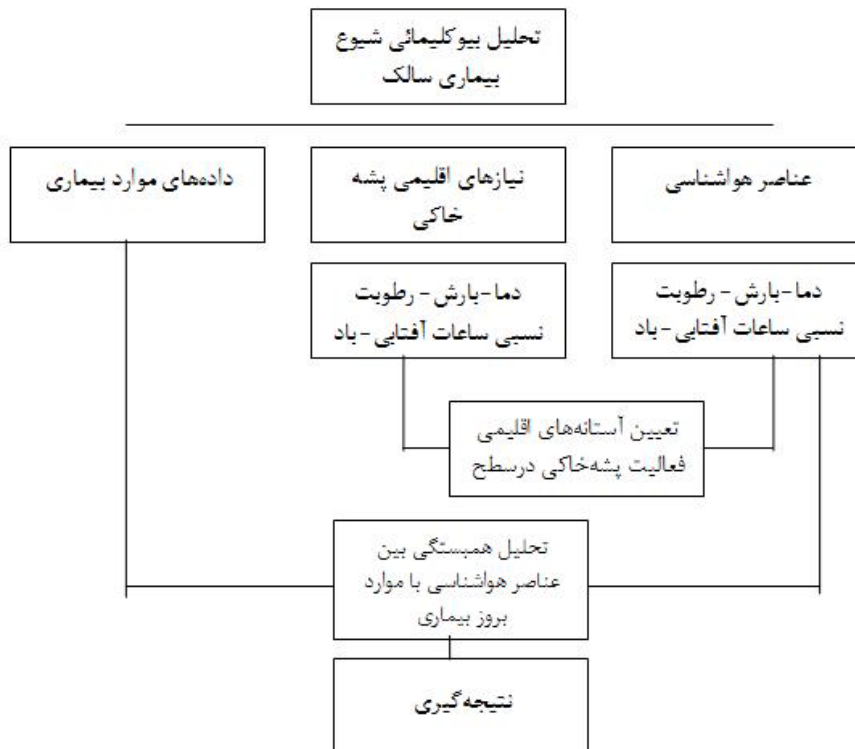 تحلیل بیوکلیمائی شیوع
بیماری سالک
عناصر هواشناسی
نیازهای اقلیمی پشه
خاکی
داده‌های موارد بیماری
دما-بارش- رطوبت
نسبی ساعات آفتابی-باد
دما-بارش- رطوبت
نسبی ساعات آفتابی-باد
تعیین آستانه‌های اقلیمی
فعالیت پشه‌خاکی درسطح
تحلیل همبستگی بین
عناصر هواشناسی با موارد
بروز بیماری
نتیجه‌گیری